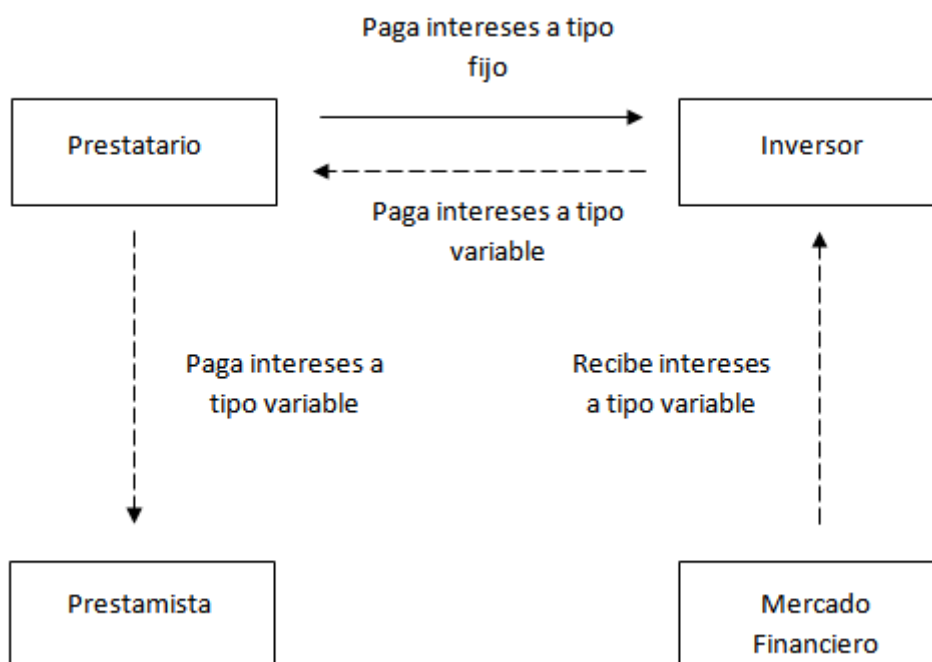 Paga intereses a tipo
fijo
Prestatario
Inversor
Paga intereses a tipo
variable
Paga intereses a
tipo variable
Recibe intereses
a tipo variable
Prestamista
Mercado
Financiero